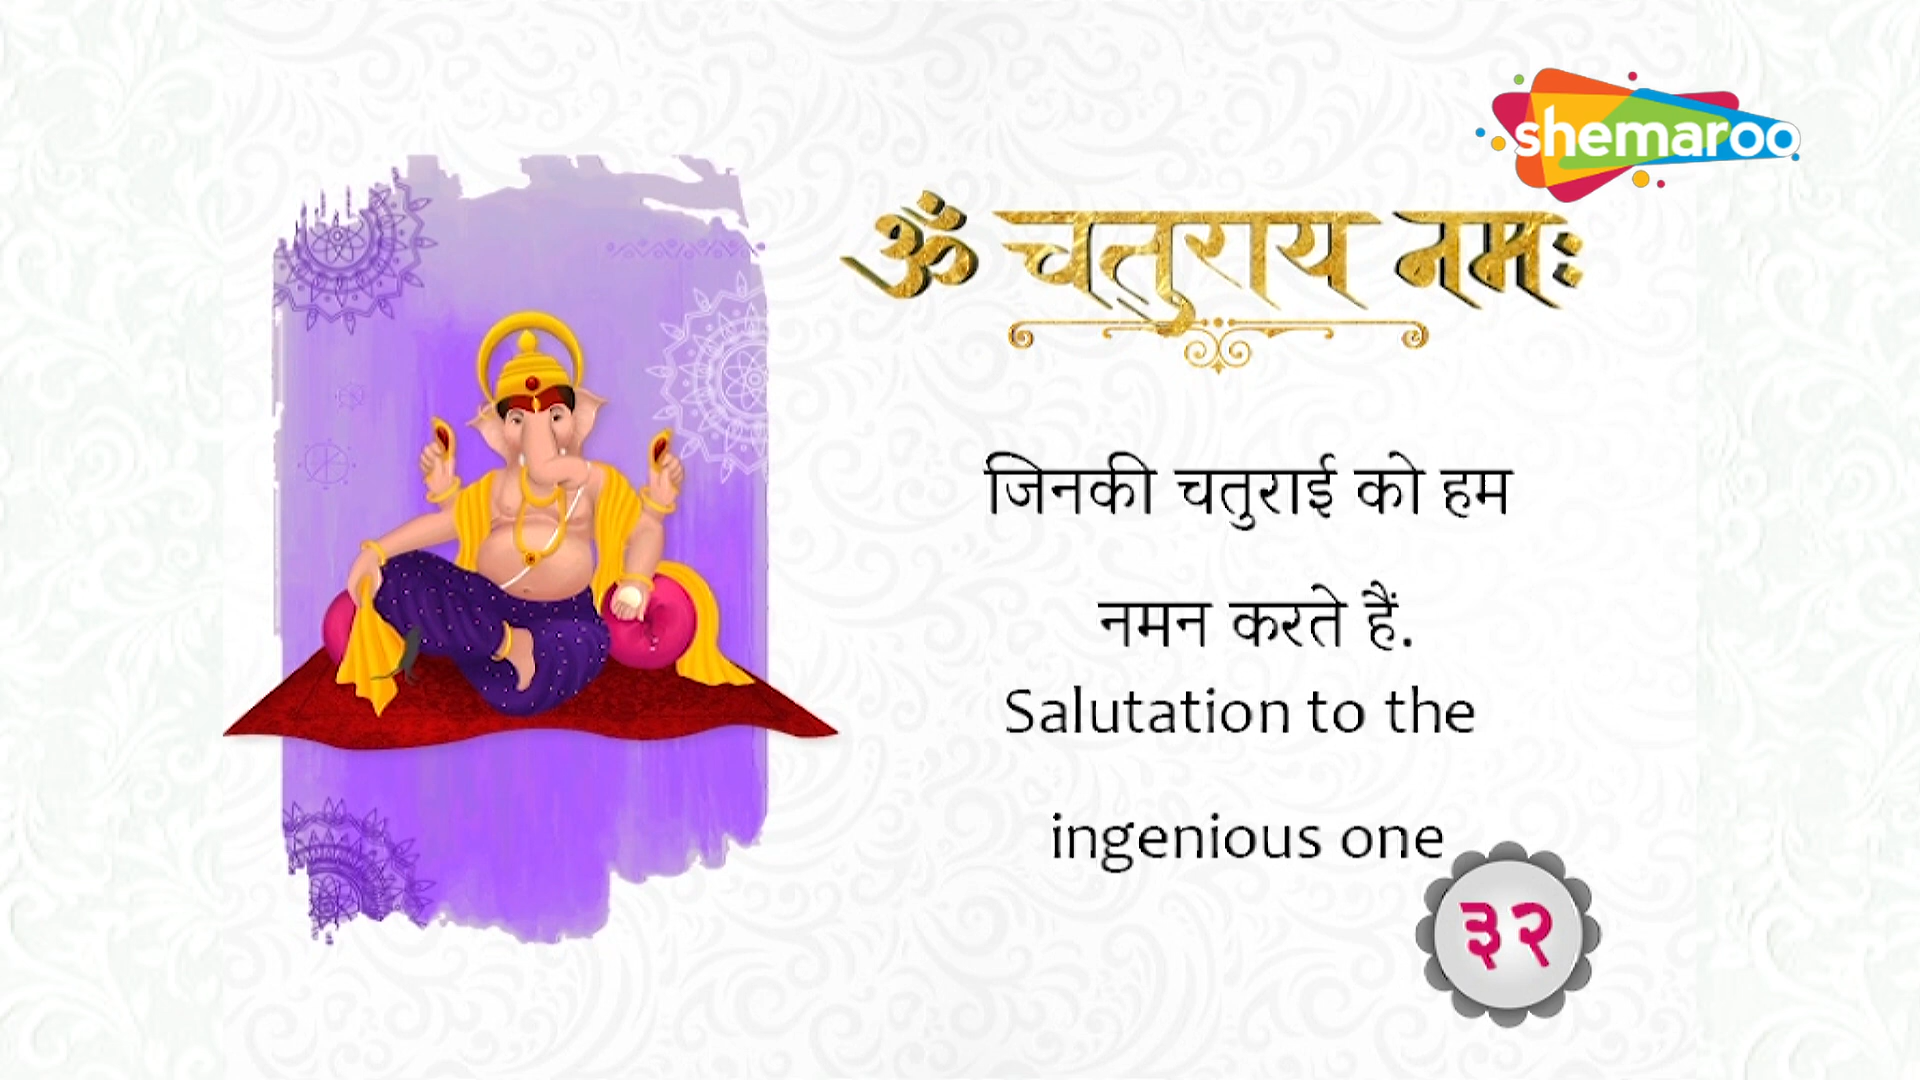 shemaroo
ॐ चतुराय नमः
जिनकी चतुराई को हम
नमन करते हैं.
Salutation to the
ingenious one
३२